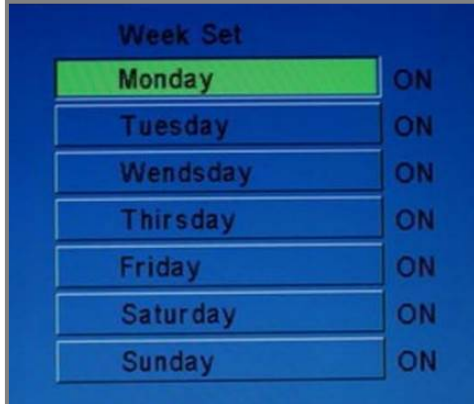 Week Set
Monday ON
Tuesday ON
Wendsday ON
Thirsday ON
Friday ON
Saturday ON
Sunday ON